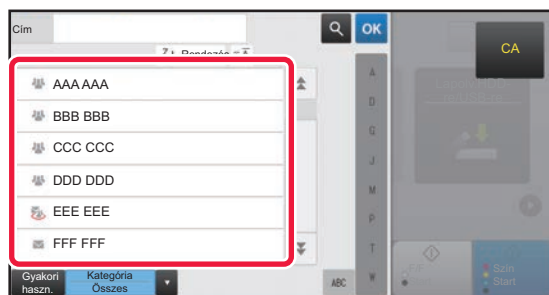 Cím
OK
CA
Rendezés
AAA AAA
BBB BBB
CCC CCC
DDD DDD
EEE EEE
FFF FFF
A
D
G
J
M
P
T
W
ABC
Gyakori
haszn.
Kategória
Összes
Szín
Start